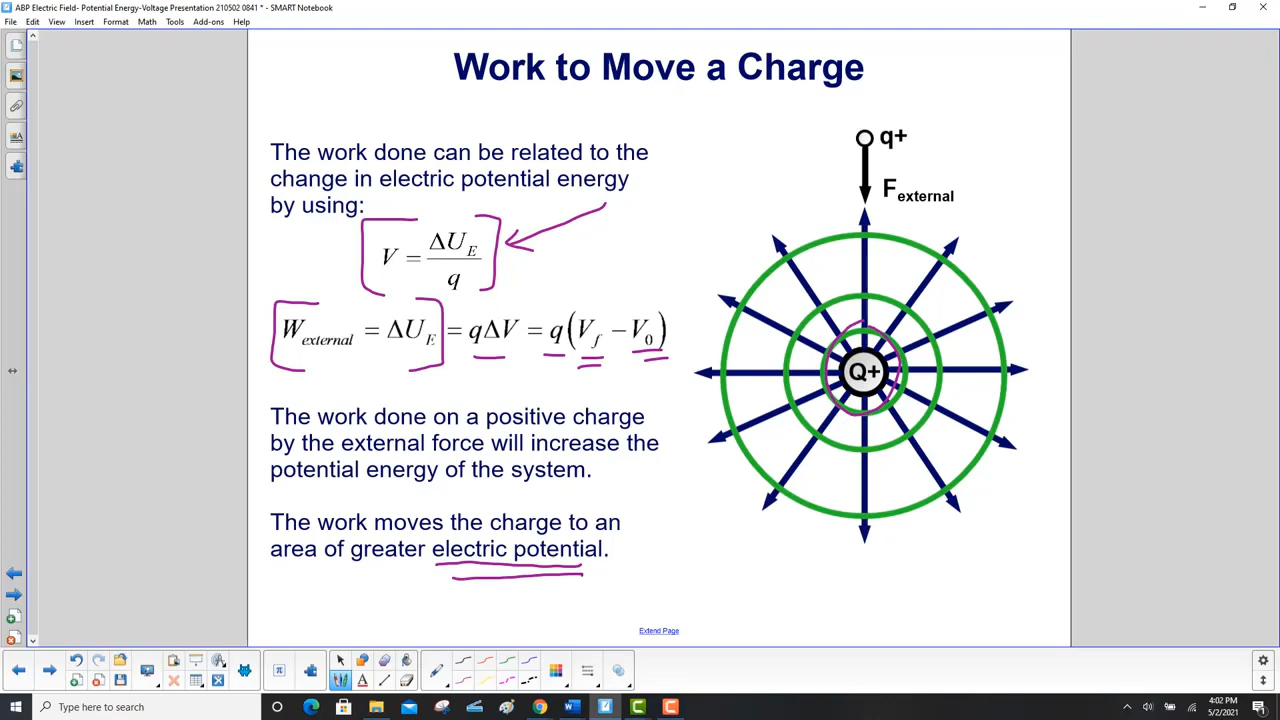 ABP Electric Field- Potential Energy-Voltage Presentation 210502 0841 * - SMART Notebook
File Edit View Insert Format Math Tools Add-ons Help
Work to Move a Charge
q+
F external
The work done can be related to the
change in electric potential energy
by using:
V = ΔU_E / q
W_external = ΔU_E = qΔV = q(V_f − V_0)
Q+
The work done on a positive charge
by the external force will increase the
potential energy of the system.
The work moves the charge to an
area of greater electric potential.
Extend Page
Type here to search
4:02 PM
5/2/2021